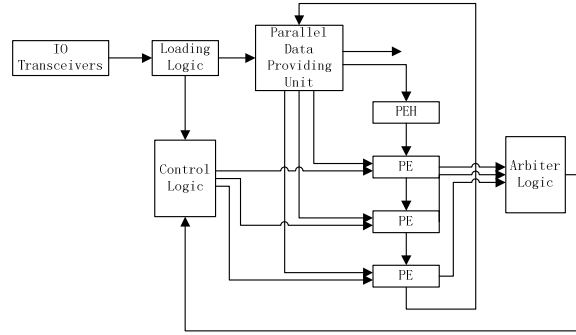 IO
Transceivers
Loading
Logic
Parallel
Data
Providing
Unit
PEH
Control
Logic
PE
PE
PE
Arbiter
Logic